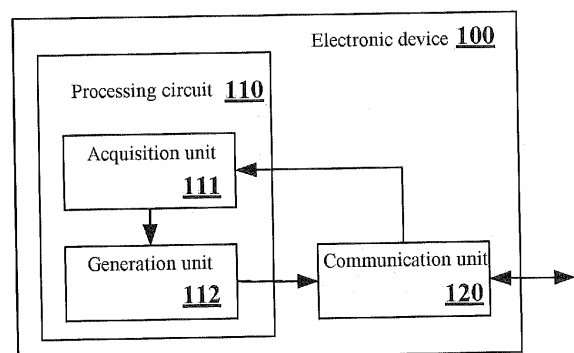 Electronic device 100
Processing circuit 110
Acquisition unit
111
Generation unit
112
Communication unit
120